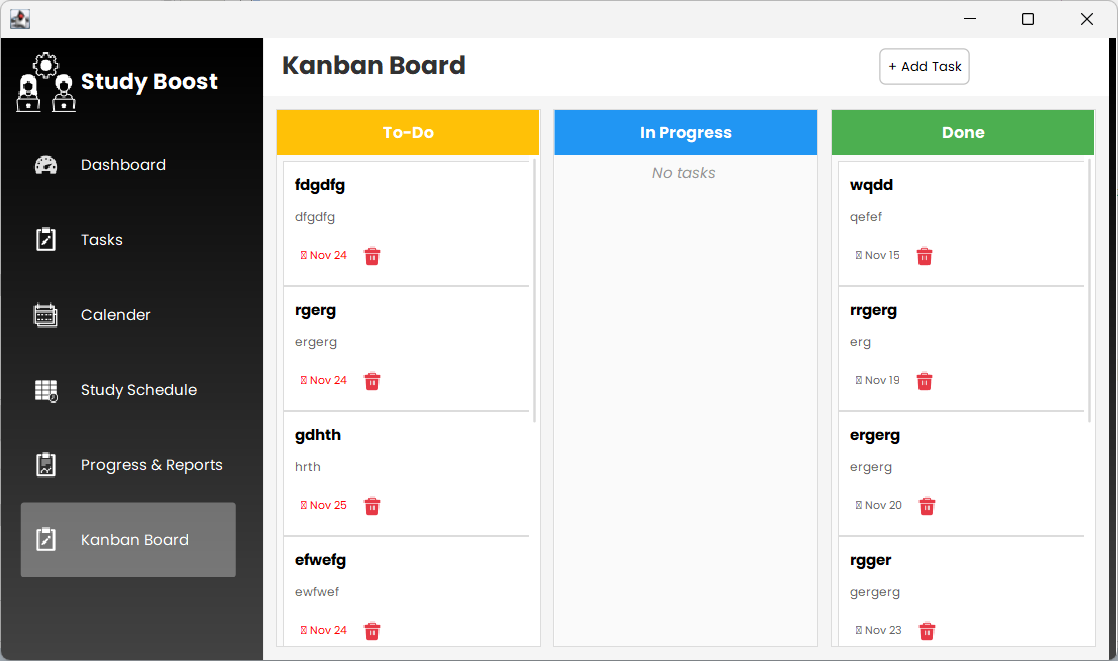 Study Boost
Dashboard
Tasks
Calender
Study Schedule
Progress & Reports
Kanban Board
Kanban Board
+ Add Task
To-Do
fdgdfg
dfgdfg
Nov 24
rgerg
ergerg
Nov 24
gdhth
hrth
Nov 25
efwefg
ewfwef
Nov 24
In Progress
No tasks
Done
wqdd
qefef
Nov 15
rrgerg
erg
Nov 19
ergerg
ergerg
Nov 20
rgger
gergerg
Nov 23